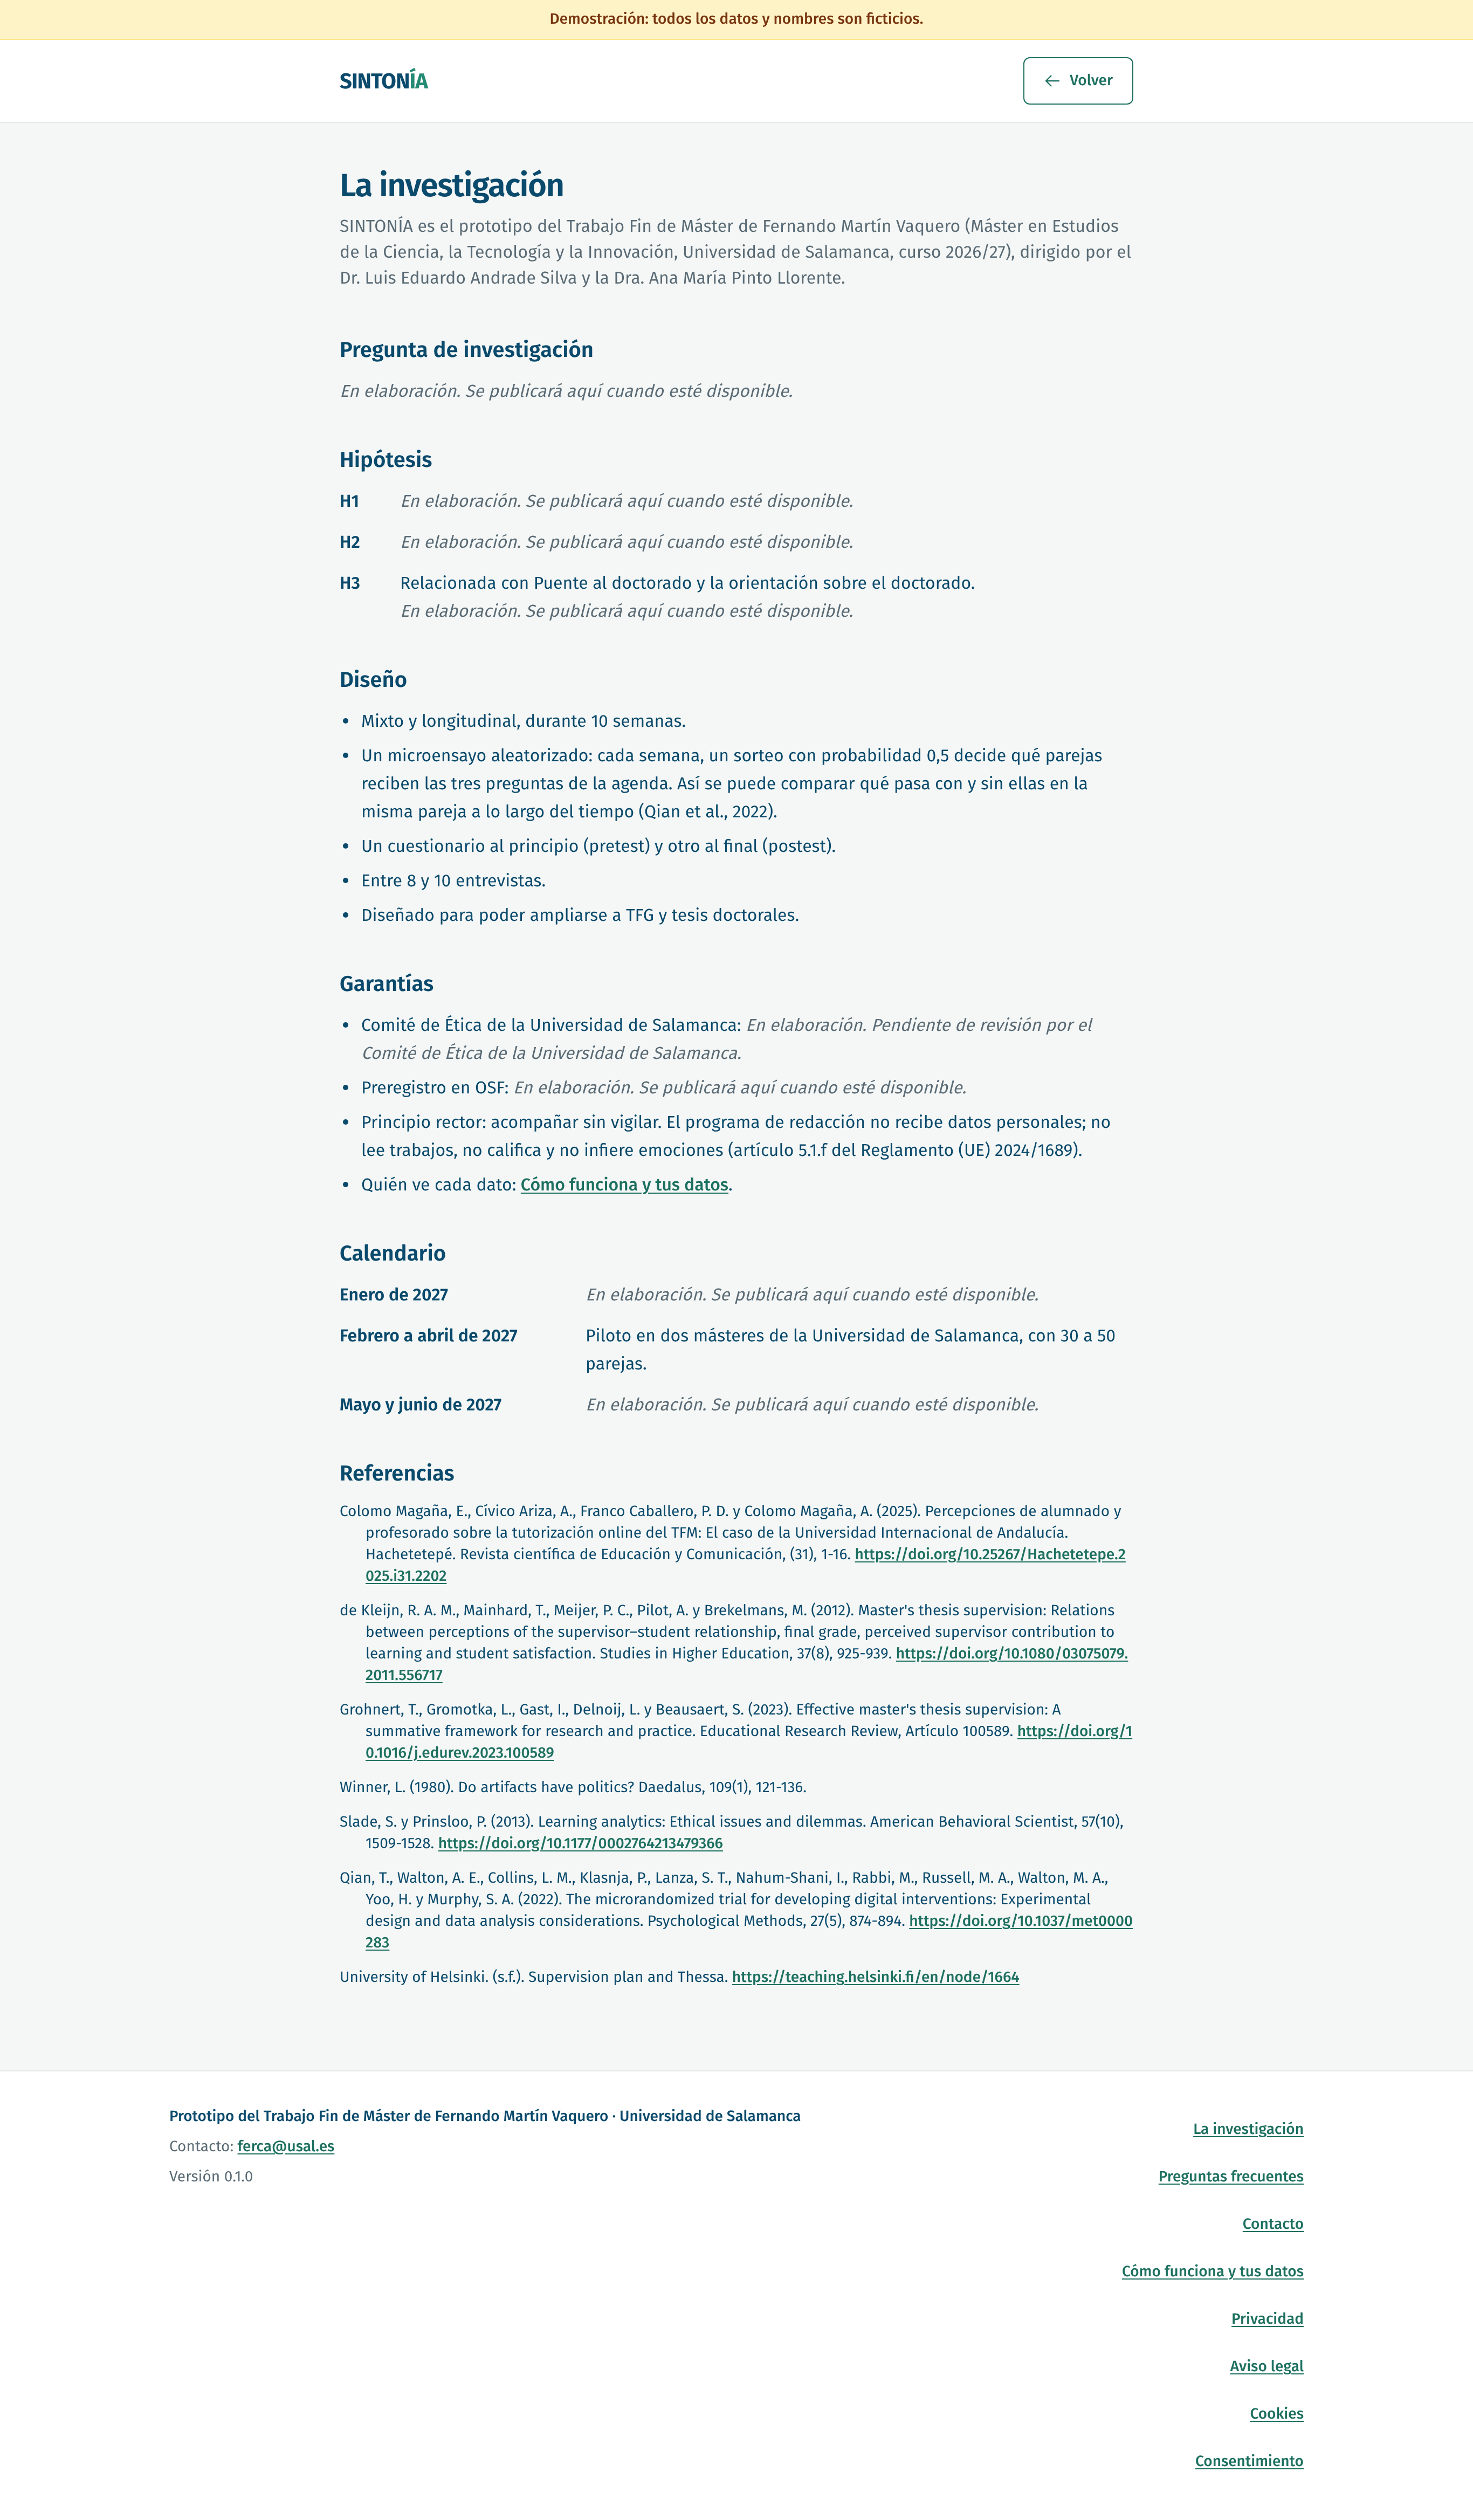 Demostración: todos los datos y nombres son ficticios.
SINTONÍA
Volver
La investigación
SINTONÍA es el prototipo del Trabajo Fin de Máster de Fernando Martín Vaquero (Máster en Estudios
de la Ciencia, la Tecnología y la Innovación, Universidad de Salamanca, curso 2026/27), dirigido por el
Dr. Luis Eduardo Andrade Silva y la Dra. Ana María Pinto Llorente.
Pregunta de investigación
En elaboración. Se publicará aquí cuando esté disponible.
Hipótesis
H1 En elaboración. Se publicará aquí cuando esté disponible.
H2 En elaboración. Se publicará aquí cuando esté disponible.
H3 Relacionada con Puente al doctorado y la orientación sobre el doctorado.
En elaboración. Se publicará aquí cuando esté disponible.
Diseño
• Mixto y longitudinal, durante 10 semanas.
• Un microensayo aleatorizado: cada semana, un sorteo con probabilidad 0,5 decide qué parejas
reciben las tres preguntas de la agenda. Así se puede comparar qué pasa con y sin ellas en la
misma pareja a lo largo del tiempo (Qian et al., 2022).
• Un cuestionario al principio (pretest) y otro al final (postest).
• Entre 8 y 10 entrevistas.
• Diseñado para poder ampliarse a TFG y tesis doctorales.
Garantías
• Comité de Ética de la Universidad de Salamanca: En elaboración. Pendiente de revisión por el
Comité de Ética de la Universidad de Salamanca.
• Preregistro en OSF: En elaboración. Se publicará aquí cuando esté disponible.
• Principio rector: acompañar sin vigilar. El programa de redacción no recibe datos personales; no
lee trabajos, no califica y no infiere emociones (artículo 5.1.f del Reglamento (UE) 2024/1689).
• Quién ve cada dato: Cómo funciona y tus datos.
Calendario
Enero de 2027 En elaboración. Se publicará aquí cuando esté disponible.
Febrero a abril de 2027 Piloto en dos másteres de la Universidad de Salamanca, con 30 a 50
parejas.
Mayo y junio de 2027 En elaboración. Se publicará aquí cuando esté disponible.
Referencias
Colomo Magaña, E., Cívico Ariza, A., Franco Caballero, P. D. y Colomo Magaña, A. (2025). Percepciones de alumnado y
profesorado sobre la tutorización online del TFM: El caso de la Universidad Internacional de Andalucía.
Hachetetepé. Revista científica de Educación y Comunicación, (31), 1-16. https://doi.org/10.25267/Hachetetepe.2
025.i31.2202
de Kleijn, R. A. M., Mainhard, T., Meijer, P. C., Pilot, A. y Brekelmans, M. (2012). Master's thesis supervision: Relations
between perceptions of the supervisor–student relationship, final grade, perceived supervisor contribution to
learning and student satisfaction. Studies in Higher Education, 37(8), 925-939. https://doi.org/10.1080/03075079.
2011.556717
Grohnert, T., Gromotka, L., Gast, I., Delnoij, L. y Beausaert, S. (2023). Effective master's thesis supervision: A
summative framework for research and practice. Educational Research Review, Artículo 100589. https://doi.org/1
0.1016/j.edurev.2023.100589
Winner, L. (1980). Do artifacts have politics? Daedalus, 109(1), 121-136.
Slade, S. y Prinsloo, P. (2013). Learning analytics: Ethical issues and dilemmas. American Behavioral Scientist, 57(10),
1509-1528. https://doi.org/10.1177/0002764213479366
Qian, T., Walton, A. E., Collins, L. M., Klasnja, P., Lanza, S. T., Nahum-Shani, I., Rabbi, M., Russell, M. A., Walton, M. A.,
Yoo, H. y Murphy, S. A. (2022). The microrandomized trial for developing digital interventions: Experimental
design and data analysis considerations. Psychological Methods, 27(5), 874-894. https://doi.org/10.1037/met0000
283
University of Helsinki. (s.f.). Supervision plan and Thessa. https://teaching.helsinki.fi/en/node/1664
Prototipo del Trabajo Fin de Máster de Fernando Martín Vaquero · Universidad de Salamanca
Contacto: ferca@usal.es
Versión 0.1.0
La investigación
Preguntas frecuentes
Contacto
Cómo funciona y tus datos
Privacidad
Aviso legal
Cookies
Consentimiento